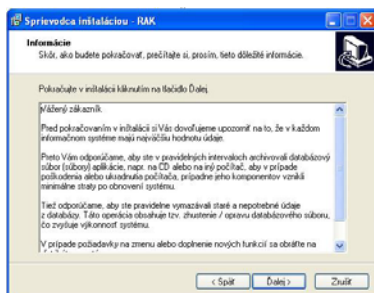 Sprievodca inštaláciou - RAK
Informácie
Skôr, ako budete pokračovať, prečítajte si, prosím, tieto dôležité informácie.
Pokračujte v inštalácii kliknutím na tlačidlo Ďalej.
Vážený zákazník
Pred pokračovaním v inštalácii si Vás dovoľujeme upozorniť na to, že v každom
informačnom systéme majú najväčšiu hodnotu údaje.
Preto Vám odporúčame, aby ste v pravidelných intervaloch archivovali databázový
súbor (súbory) aplikácie, napr. na CD alebo na iný počítač, aby v prípade
poškodenia alebo ukradnutia počítača, prípadne jeho komponentov vznikli
minimálne straty po obnovení systému.
Tiež odporúčame, aby ste pravidelne vymazávali staré a nepotrebné údaje
z databázy. Táto operácia obsahuje tzv. zhustenie / opravu databázového súboru,
čo zvyšuje výkonnosť systému.
V prípade požiadavky na zmenu alebo doplnenie nových funkcií sa obráťte na
< Späť
Ďalej >
Zrušiť